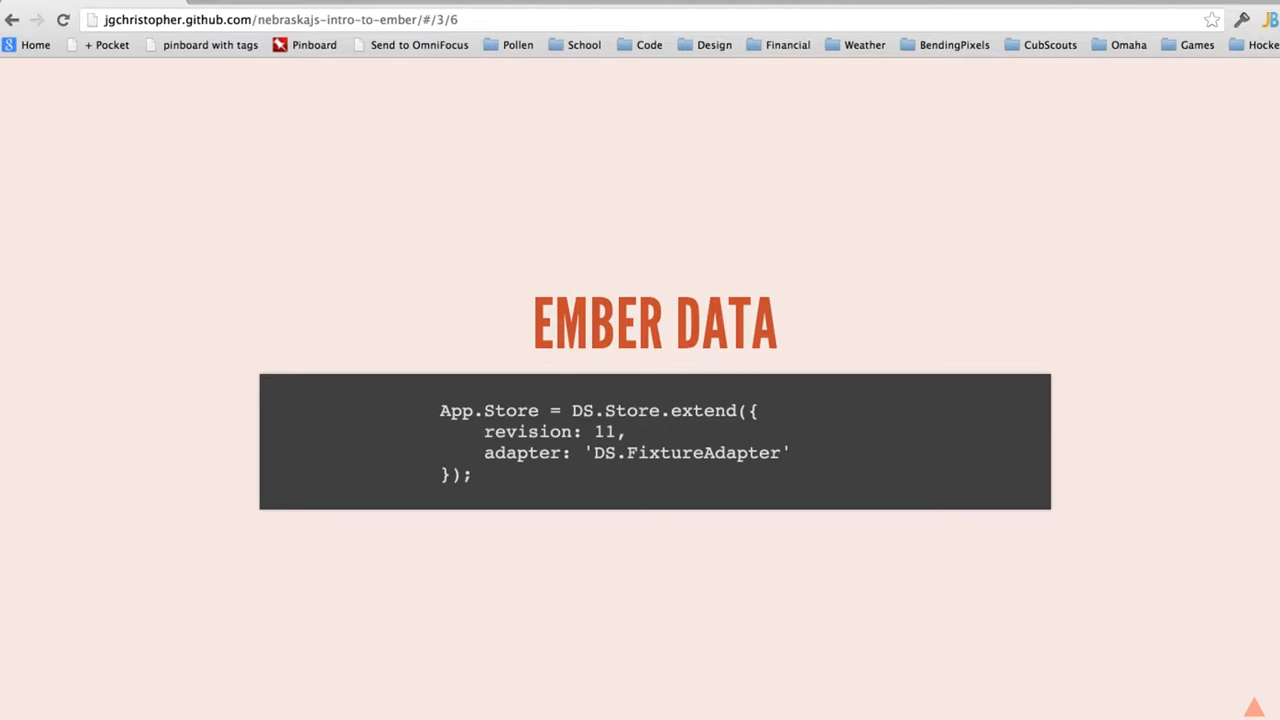 jgchristopher.github.com/nebraskajs-intro-to-ember/#/3/6
Home + Pocket pinboard with tags Pinboard Send to OmniFocus Pollen School Code Design Financial Weather BendingPixels CubScouts Omaha Games Hocke
EMBER DATA
App.Store = DS.Store.extend({
revision: 11,
adapter: 'DS.FixtureAdapter'
});